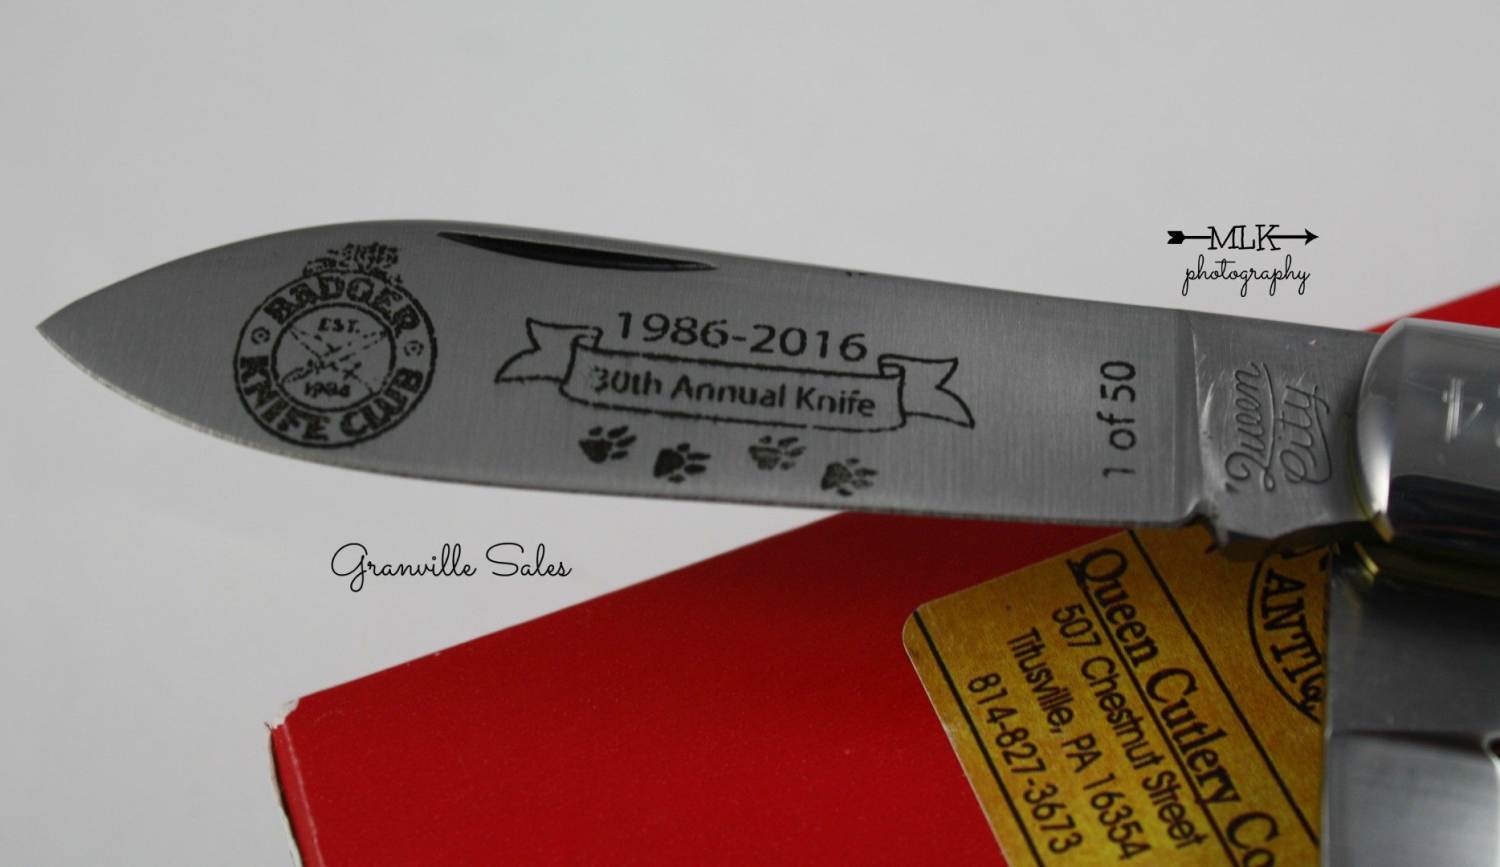 MLK
photography
BADGER
EST.
KNIFE CLUB
1986-2016
30th Annual Knife
1 of 50
Queen
City
4
Granville Sales
Queen Cutlery Co
507 Chestnut Street
Titusville, PA 16354
814-827-3673